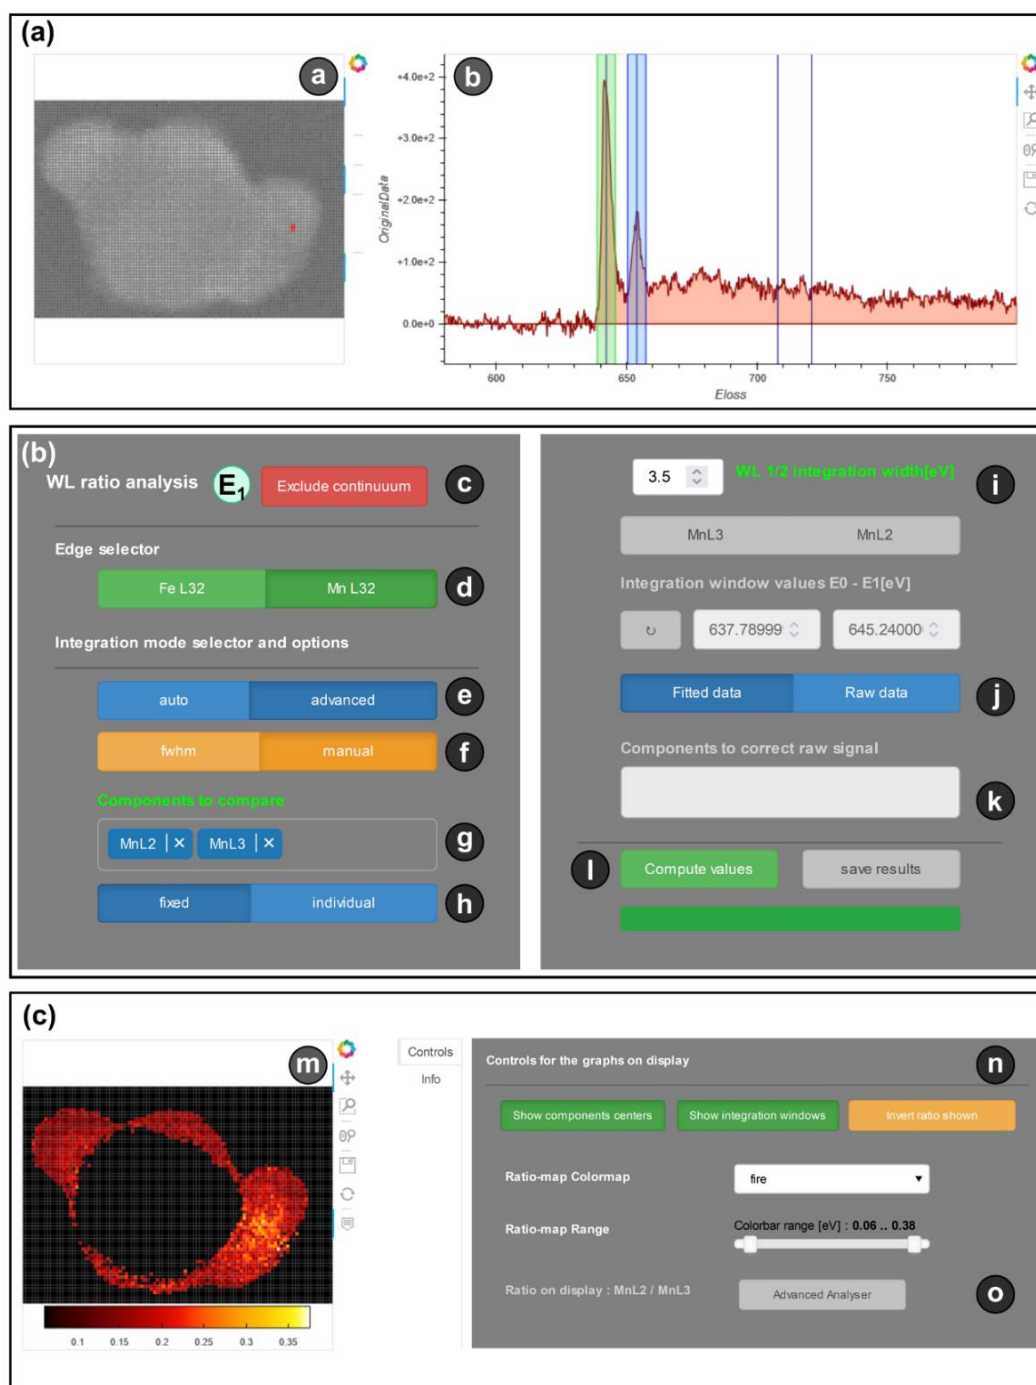 (a)
a
b
+4.0e+2
+3.0e+2
+2.0e+2
+1.0e+2
0.0e+0
OriginalData
600 650 700 750
Eloss
(b)
WL ratio analysis E1 Exclude continuuum c
Edge selector
Fe L32 Mn L32 d
Integration mode selector and options
auto advanced e
fwhm manual f
Components to compare
MnL2 | × MnL3 | × g
fixed individual h
3.5 WL 1/2 integration width[eV] i
MnL3 MnL2
Integration window values E0 - E1[eV]
↻ 637.78999 645.24000
Fitted data Raw data j
Components to correct raw signal
k
l Compute values save results
(c)
m
0.1 0.15 0.2 0.25 0.3 0.35
Controls
Info
Controls for the graphs on display n
Show components centers Show integration windows Invert ratio shown
Ratio-map Colormap fire
Ratio-map Range Colorbar range [eV] : 0.06 .. 0.38
Ratio on display : MnL2 / MnL3 Advanced Analyser o